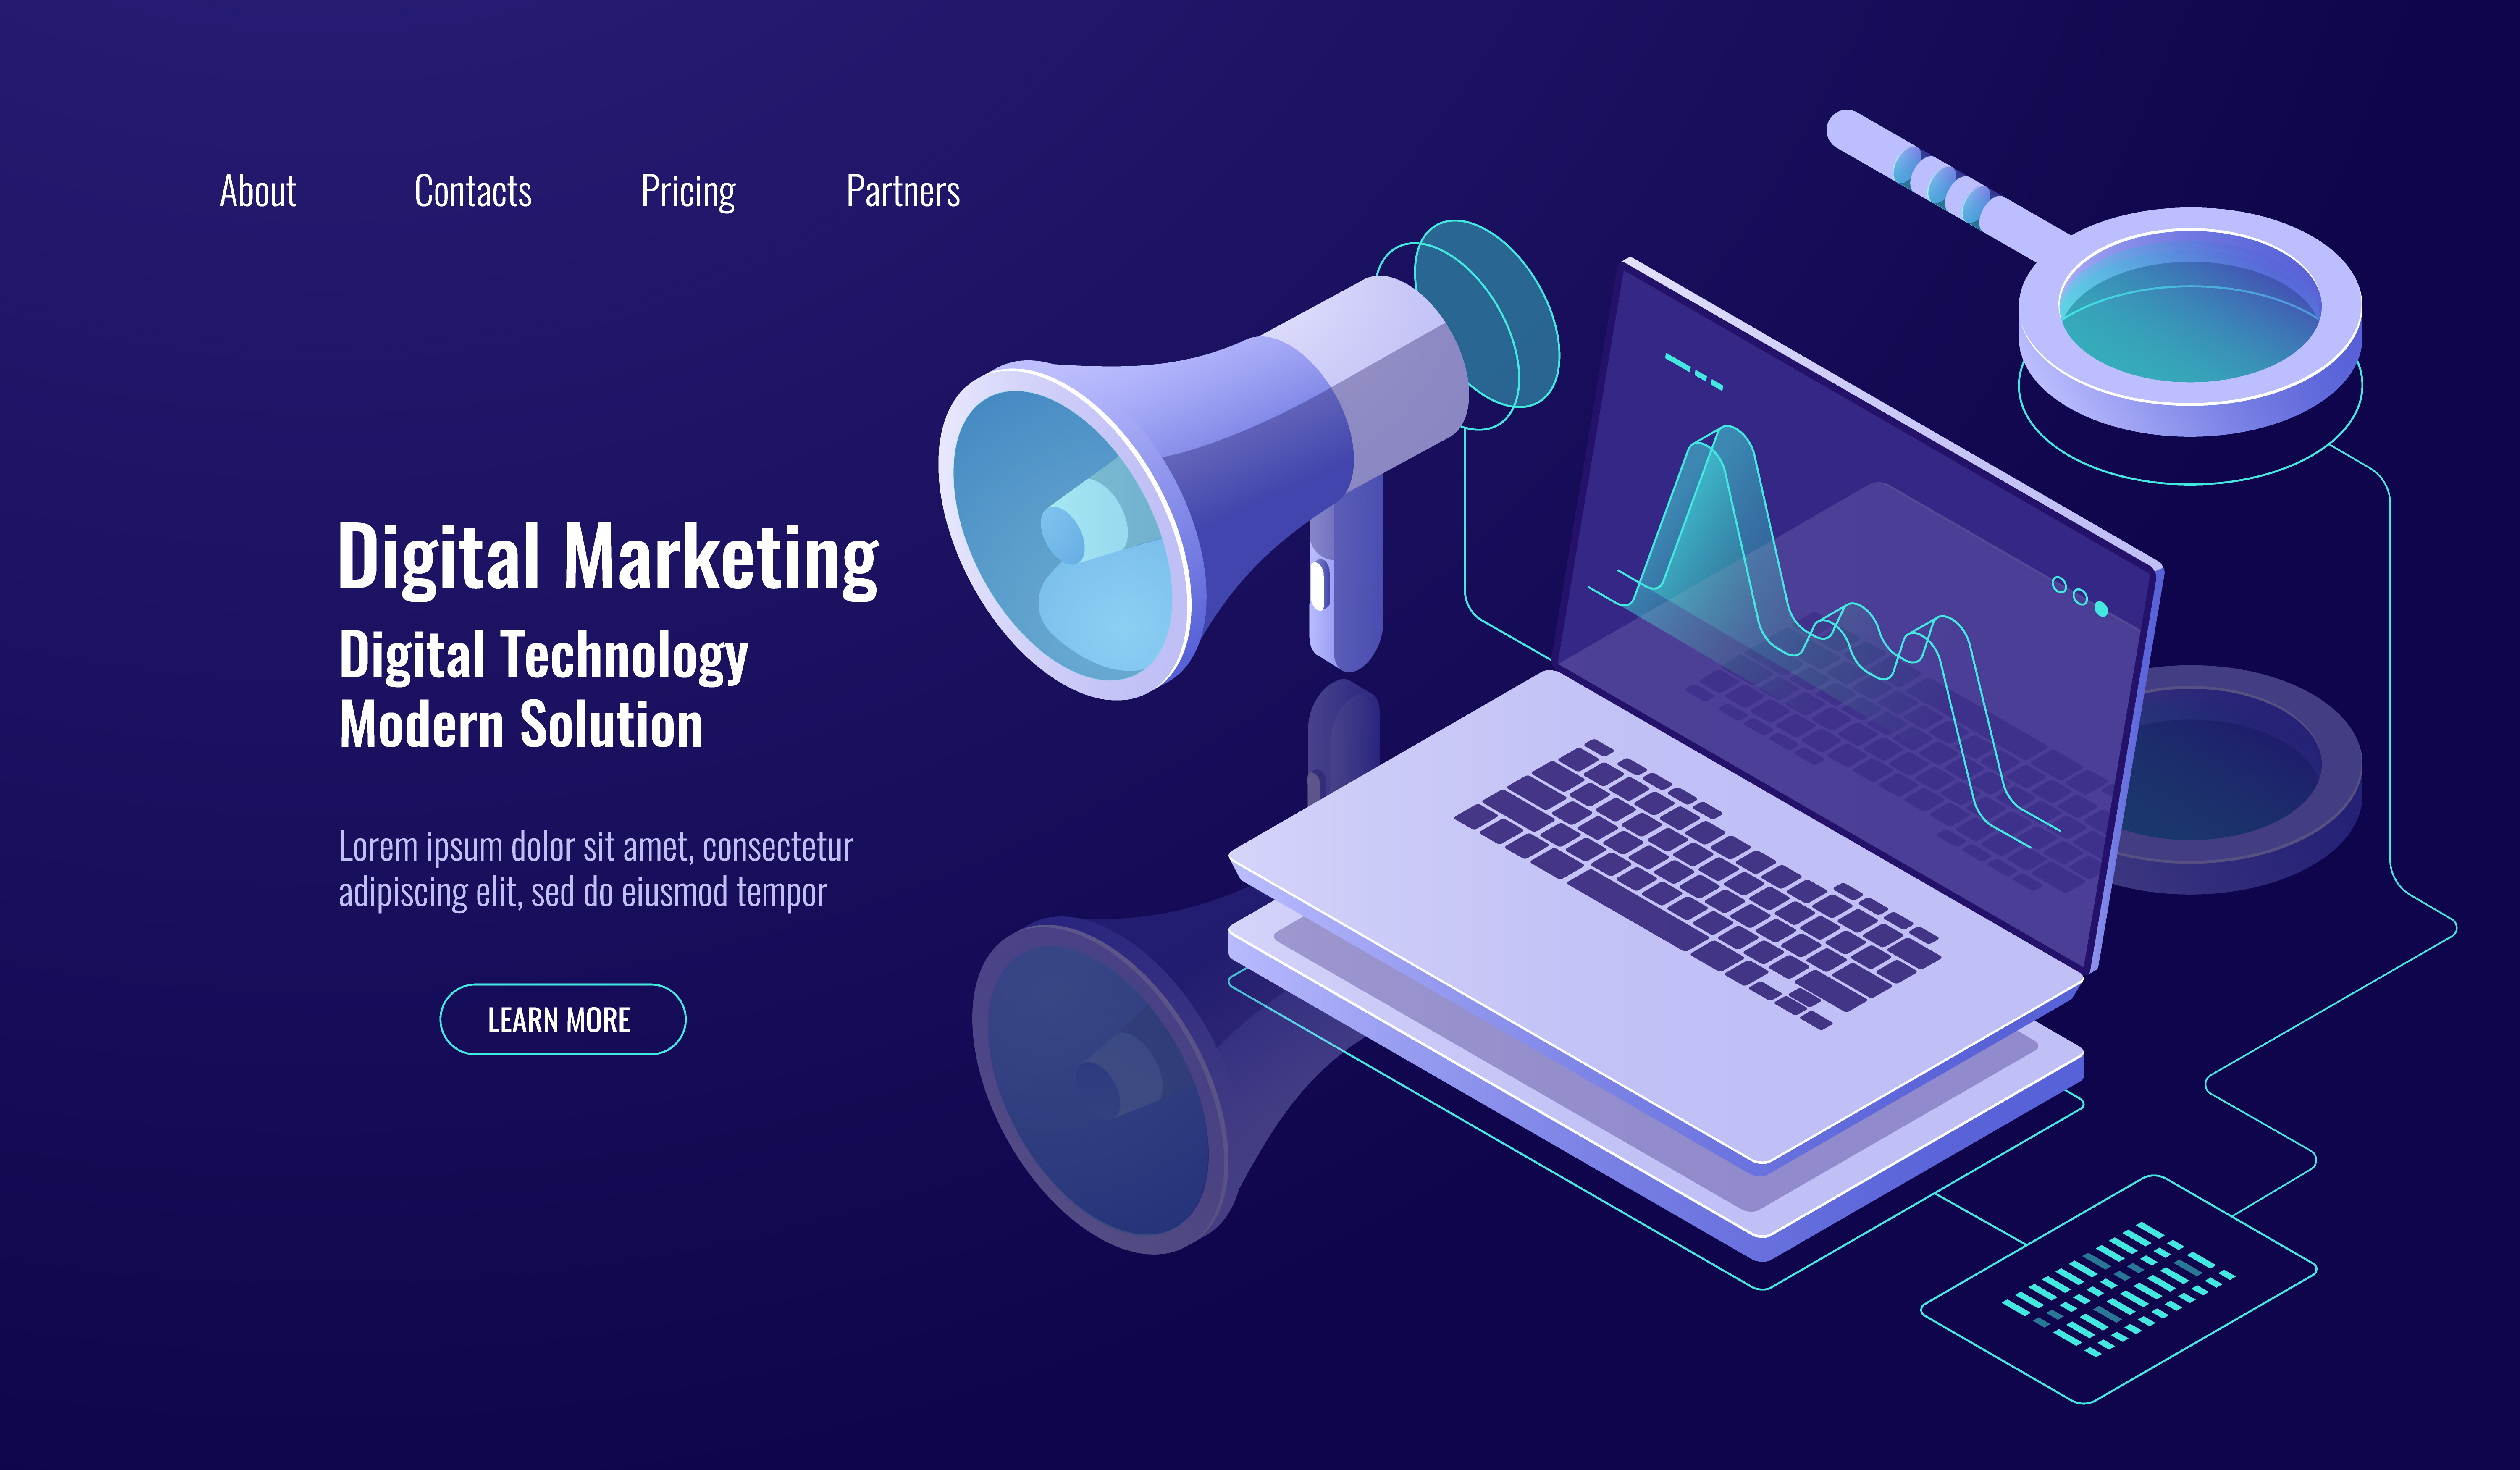 About Contacts Pricing Partners
Digital Marketing
Digital Technology
Modern Solution
Lorem ipsum dolor sit amet, consectetur
adipiscing elit, sed do eiusmod tempor
LEARN MORE